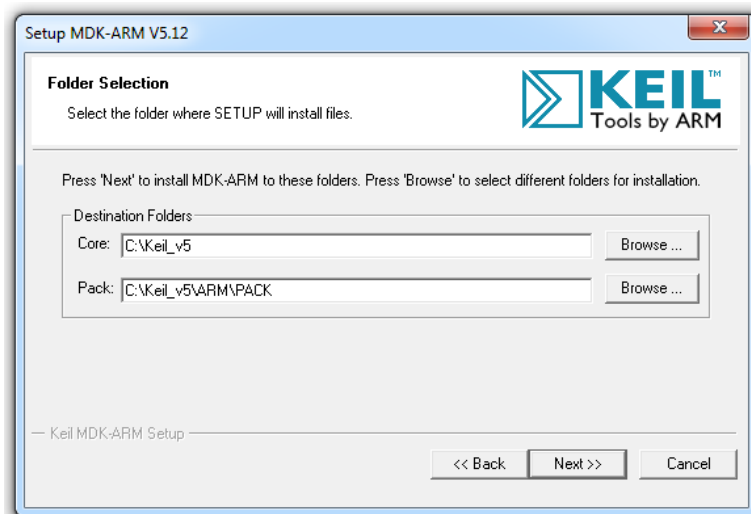 Setup MDK-ARM V5.12
Folder Selection
Select the folder where SETUP will install files.
KEIL™
Tools by ARM
Press 'Next' to install MDK-ARM to these folders. Press 'Browse' to select different folders for installation.
Destination Folders
Core: C:\Keil_v5 Browse ...
Pack: C:\Keil_v5\ARM\PACK Browse ...
Keil MDK-ARM Setup
<< Back Next >> Cancel